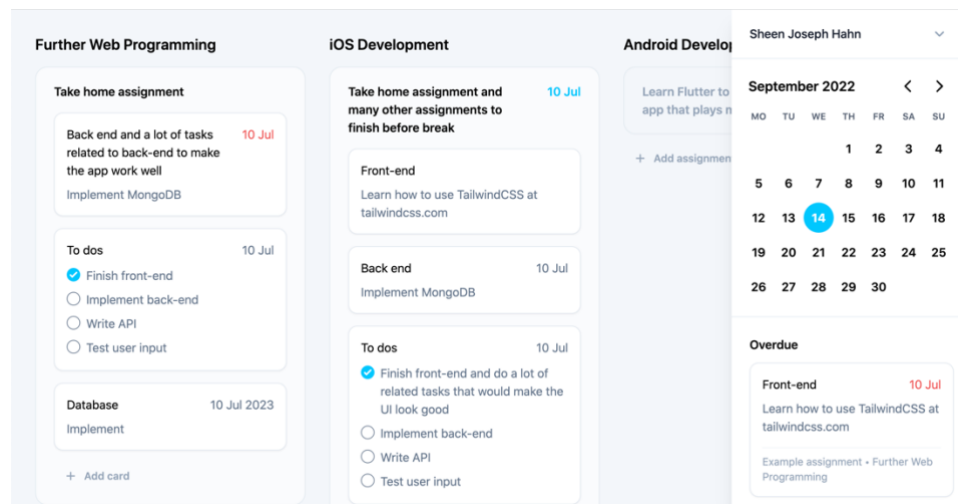 Further Web Programming
Take home assignment
Back end and a lot of tasks 10 Jul
related to back-end to make
the app work well
Implement MongoDB
To dos 10 Jul
Finish front-end
Implement back-end
Write API
Test user input
Database 10 Jul 2023
Implement
+ Add card
iOS Development
Take home assignment and 10 Jul
many other assignments to
finish before break
Front-end
Learn how to use TailwindCSS at
tailwindcss.com
Back end 10 Jul
Implement MongoDB
To dos 10 Jul
Finish front-end and do a lot of
related tasks that would make the
UI look good
Implement back-end
Write API
Test user input
Android Develo
Learn Flutter to
app that plays
+ Add assignmen
Sheen Joseph Hahn
September 2022
MO TU WE TH FR SA SU
1 2 3 4
5 6 7 8 9 10 11
12 13 14 15 16 17 18
19 20 21 22 23 24 25
26 27 28 29 30
Overdue
Front-end 10 Jul
Learn how to use TailwindCSS at
tailwindcss.com
Example assignment • Further Web
Programming